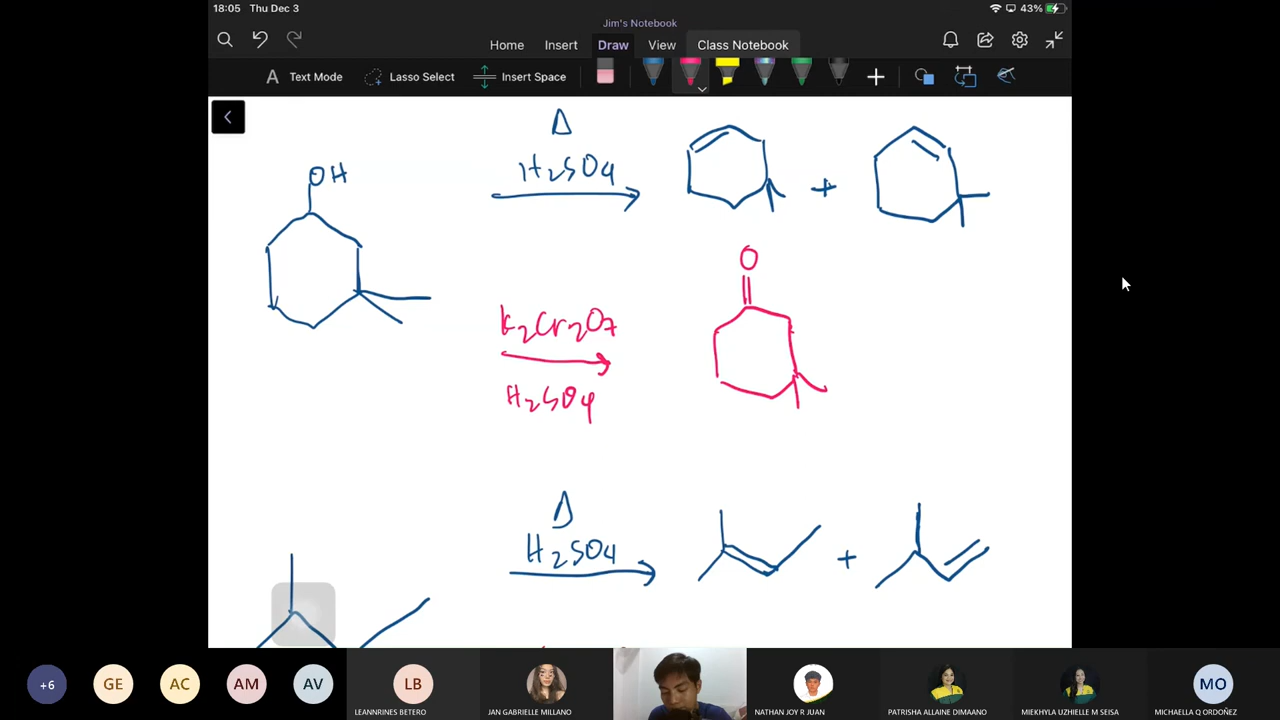 18:05 Thu Dec 3
Jim's Notebook
43%
Home Insert Draw View Class Notebook
A Text Mode Lasso Select Insert Space
Δ
H2SO4
OH
+
O
K2Cr2O7
H2SO4
Δ
H2SO4
+
+6 GE AC AM AV LB MO
LEANNRINES BETERO JAN GABRIELLE MILLANO NATHAN JOY R JUAN PATRISHA ALLAINE DIMAANO MIEKHYLA UZHIELLE M SEISA MICHAELLA Q ORDOÑEZ